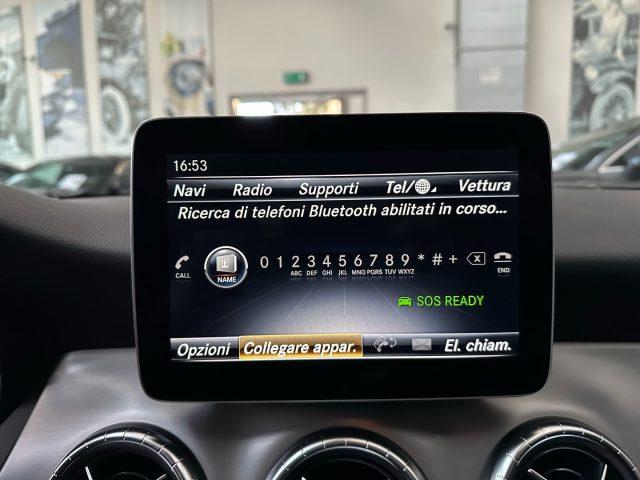 16:53
Navi Radio Supporti Tel/ Vettura
Ricerca di telefoni Bluetooth abilitati in corso...
CALL NAME 0 1 2 3 4 5 6 7 8 9 * # + END
ABC DEF GHI JKL MNO PQRS TUV WXYZ
SOS READY
Opzioni Collegare appar. El. chiam.